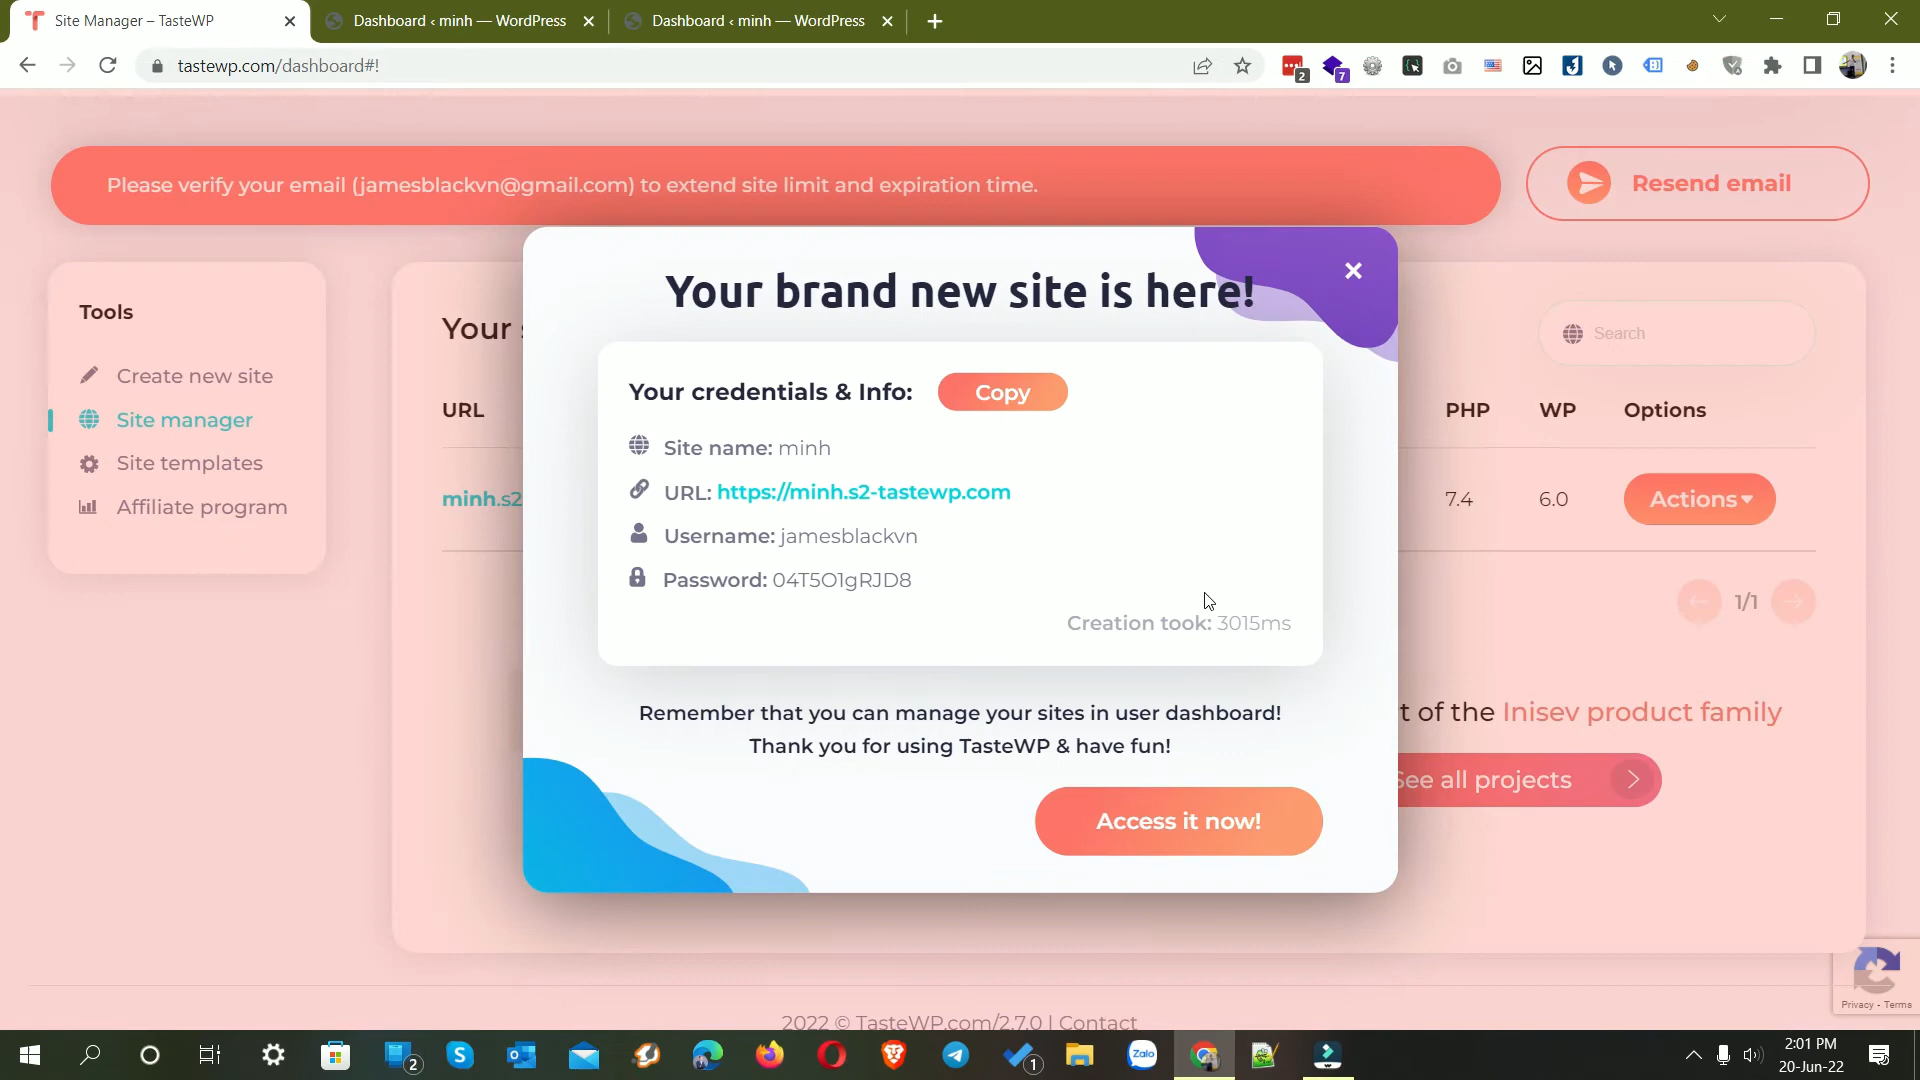 Site Manager – TasteWP
Dashboard ‹ minh — WordPress
Dashboard ‹ minh — WordPress
tastewp.com/dashboard#!
2
7
Please verify your email (jamesblackvn@gmail.com) to extend site limit and expiration time.
Resend email
Your brand new site is here!
Tools
Create new site
Site manager
Site templates
Affiliate program
Your s
Search
URL
PHP
WP
Options
minh.s2
7.4
6.0
Actions
Your credentials & Info:
Copy
Site name: minh
URL: https://minh.s2-tastewp.com
Username: jamesblackvn
Password: 04T5O1gRJD8
Creation took: 3015ms
1/1
Remember that you can manage your sites in user dashboard!
Thank you for using TasteWP & have fun!
t of the Inisev product family
See all projects
Access it now!
Privacy - Terms
2022 © TasteWP.com/2.7.0 | Contact
2
1
Zalo
2:01 PM
20-Jun-22